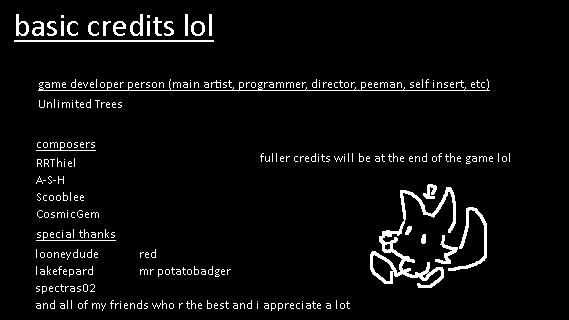 basic credits lol
game developer person (main artist, programmer, director, peeman, self insert, etc)
Unlimited Trees
composers
RRThiel
A-S-H
Scooblee
CosmicGem
fuller credits will be at the end of the game lol
special thanks
looneydude red
lakefepard mr potatobadger
spectras02
and all of my friends who r the best and i appreciate a lot